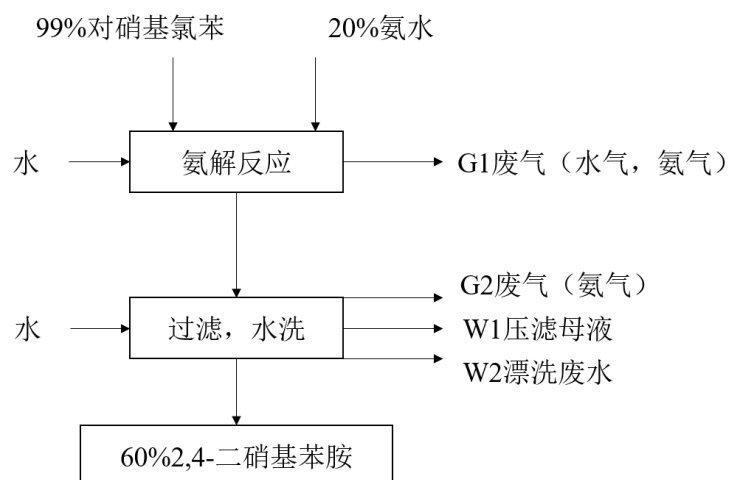 99%对硝基氯苯
20%氨水
水
氨解反应
G1废气（水气，氨气）
G2废气（氨气）
水
过滤，水洗
W1压滤母液
W2漂洗废水
60%2,4-二硝基苯胺